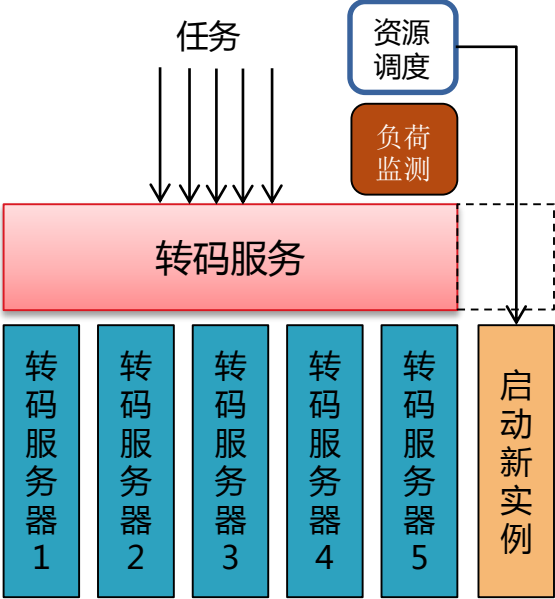 任务
资源
调度
负荷
监测
转码服务
转码服务器1
转码服务器2
转码服务器3
转码服务器4
转码服务器5
启动新实例